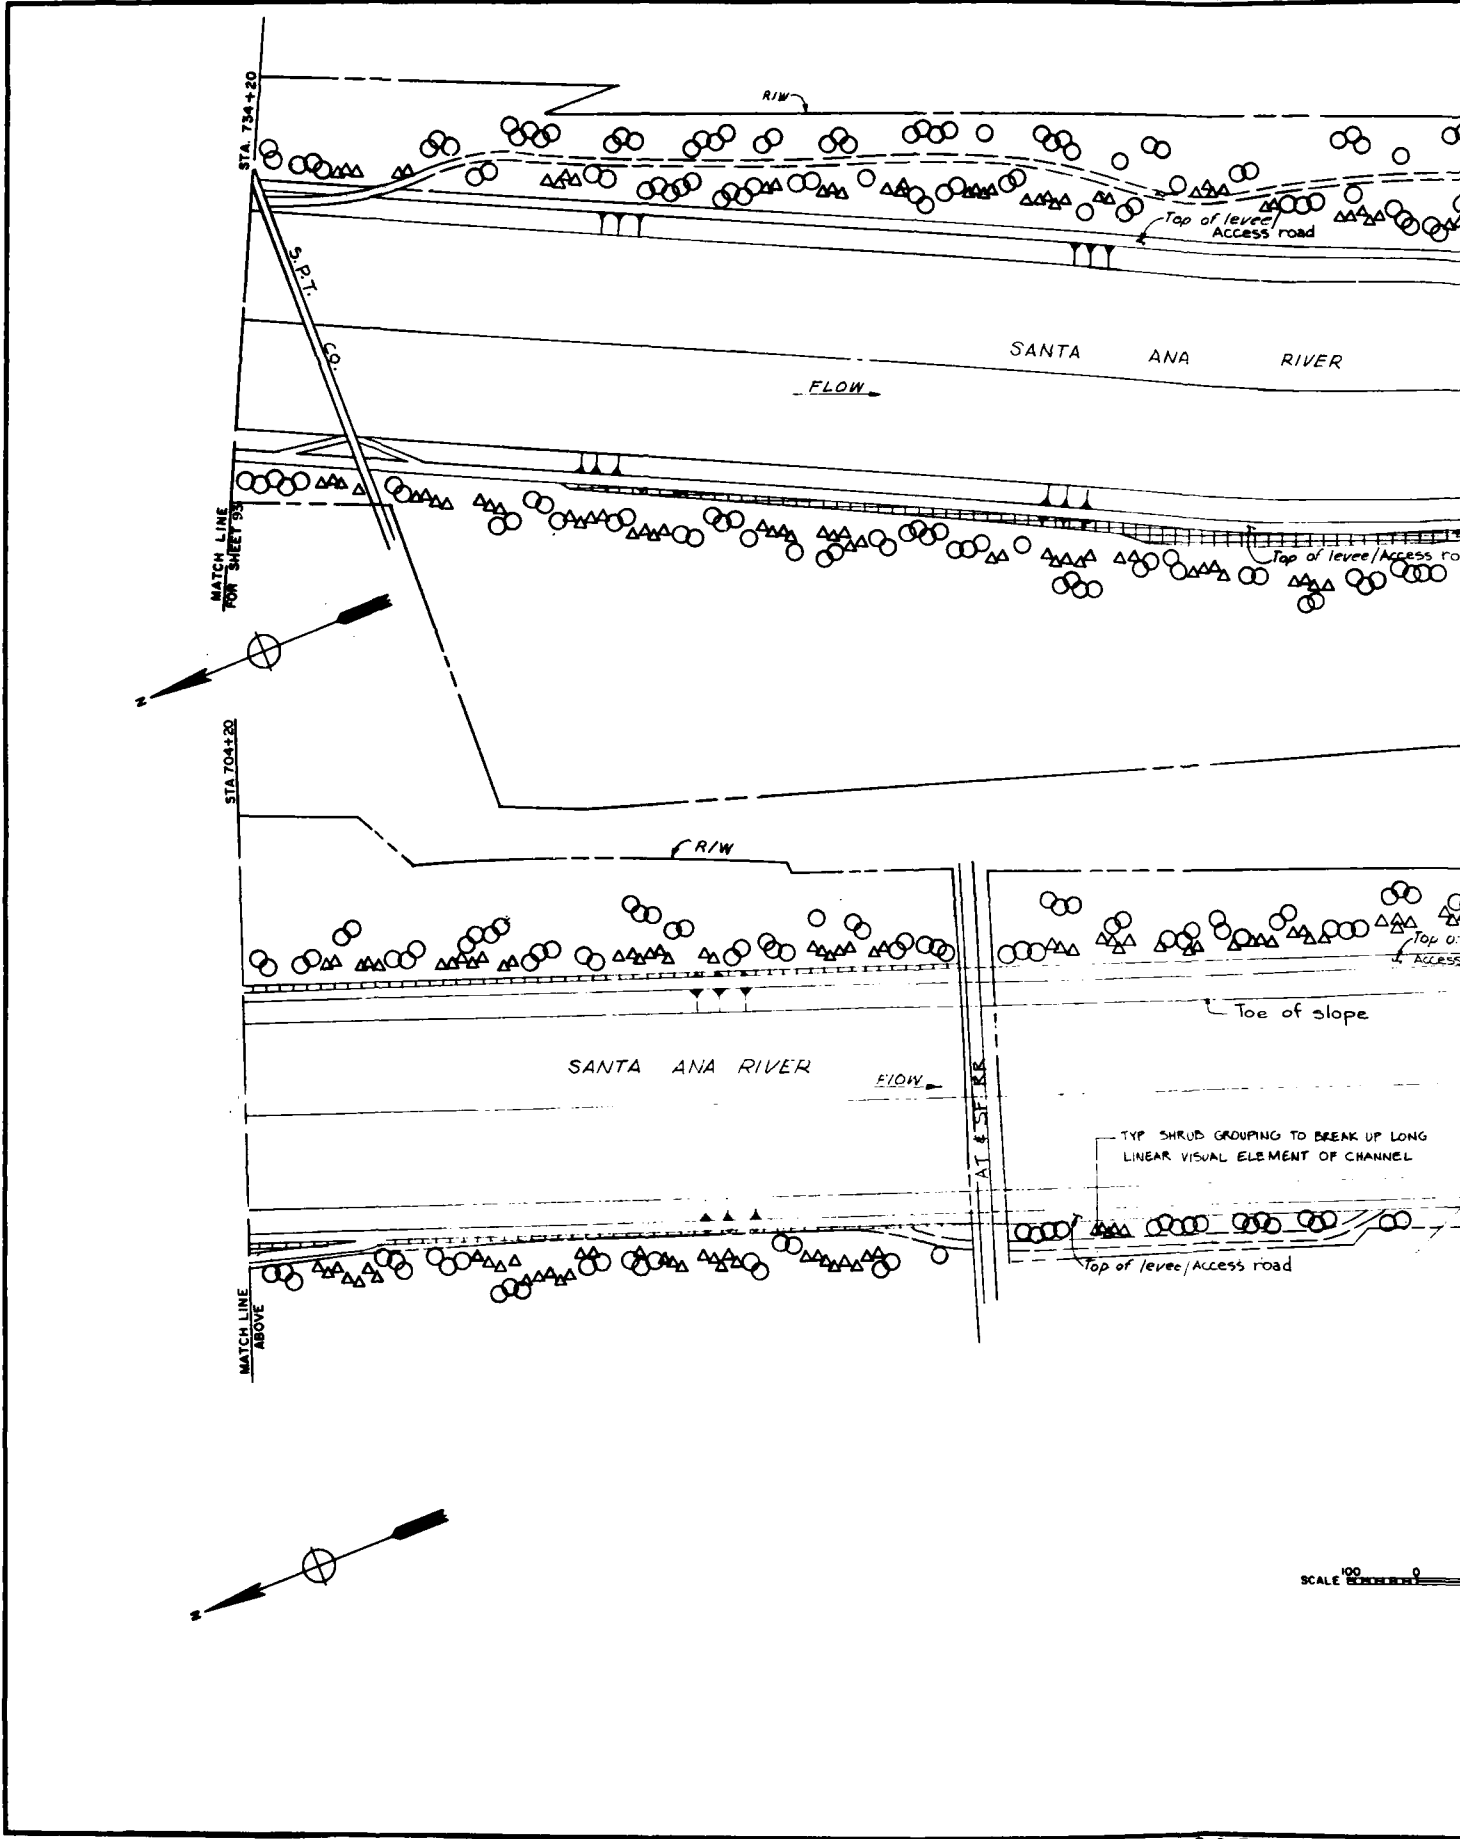 STA. 734+20
R/W
Top of levee/
Access road
S.P.T. CO.
SANTA ANA RIVER
FLOW
MATCH LINE
FOR SHEET 93
Top of levee/Access ro
N
STA. 704+20
R/W
Top o
Access
Toe of slope
SANTA ANA RIVER
FLOW
AT & SF. RR
TYP SHRUB GROUPING TO BREAK UP LONG
LINEAR VISUAL ELEMENT OF CHANNEL
Top of levee/Access road
MATCH LINE
ABOVE
N
SCALE 100 0